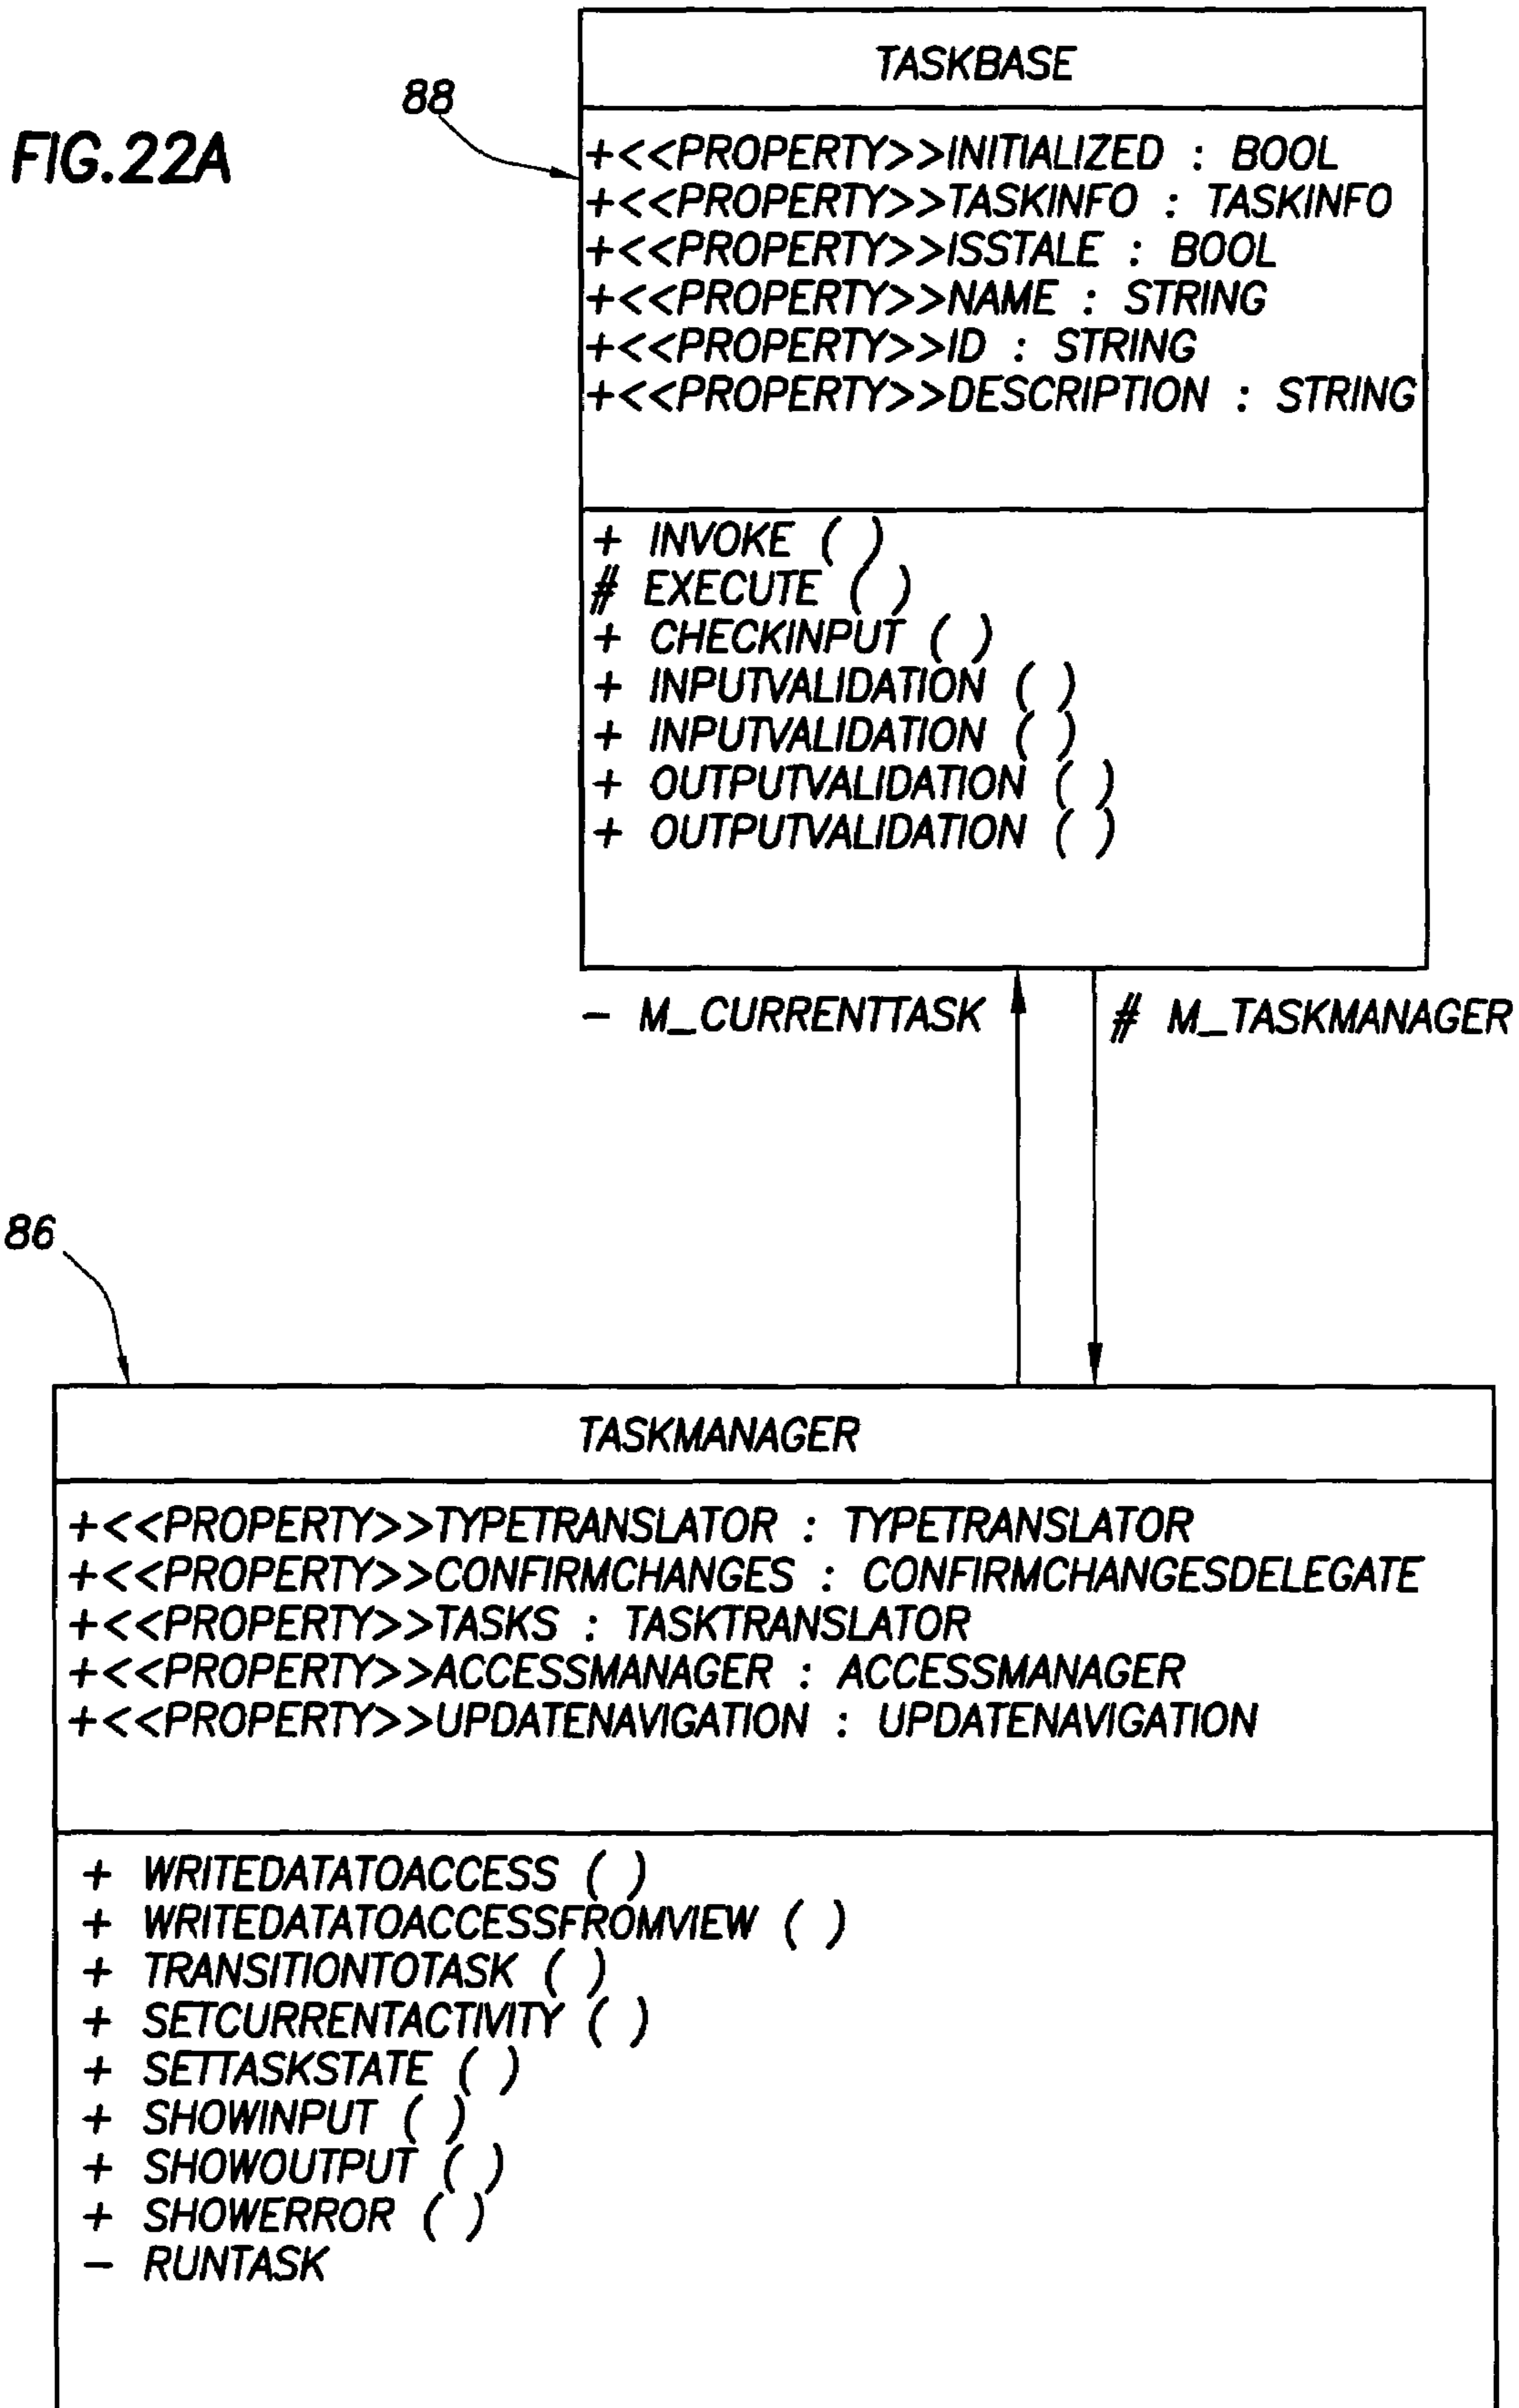 FIG.22A
88
TASKBASE
+<<PROPERTY>>INITIALIZED : BOOL
+<<PROPERTY>>TASKINFO : TASKINFO
+<<PROPERTY>>ISSTALE : BOOL
+<<PROPERTY>>NAME : STRING
+<<PROPERTY>>ID : STRING
+<<PROPERTY>>DESCRIPTION : STRING
+ INVOKE ( )
# EXECUTE ( )
+ CHECKINPUT ( )
+ INPUTVALIDATION ( )
+ INPUTVALIDATION ( )
+ OUTPUTVALIDATION ( )
+ OUTPUTVALIDATION ( )
- M_CURRENTTASK
# M_TASKMANAGER
86
TASKMANAGER
+<<PROPERTY>>TYPETRANSLATOR : TYPETRANSLATOR
+<<PROPERTY>>CONFIRMCHANGES : CONFIRMCHANGESDELEGATE
+<<PROPERTY>>TASKS : TASKTRANSLATOR
+<<PROPERTY>>ACCESSMANAGER : ACCESSMANAGER
+<<PROPERTY>>UPDATENAVIGATION : UPDATENAVIGATION
+ WRITEDATATOACCESS ( )
+ WRITEDATATOACCESSFROMVIEW ( )
+ TRANSITIONTOTASK ( )
+ SETCURRENTACTIVITY ( )
+ SETTASKSTATE ( )
+ SHOWINPUT ( )
+ SHOWOUTPUT ( )
+ SHOWERROR ( )
- RUNTASK